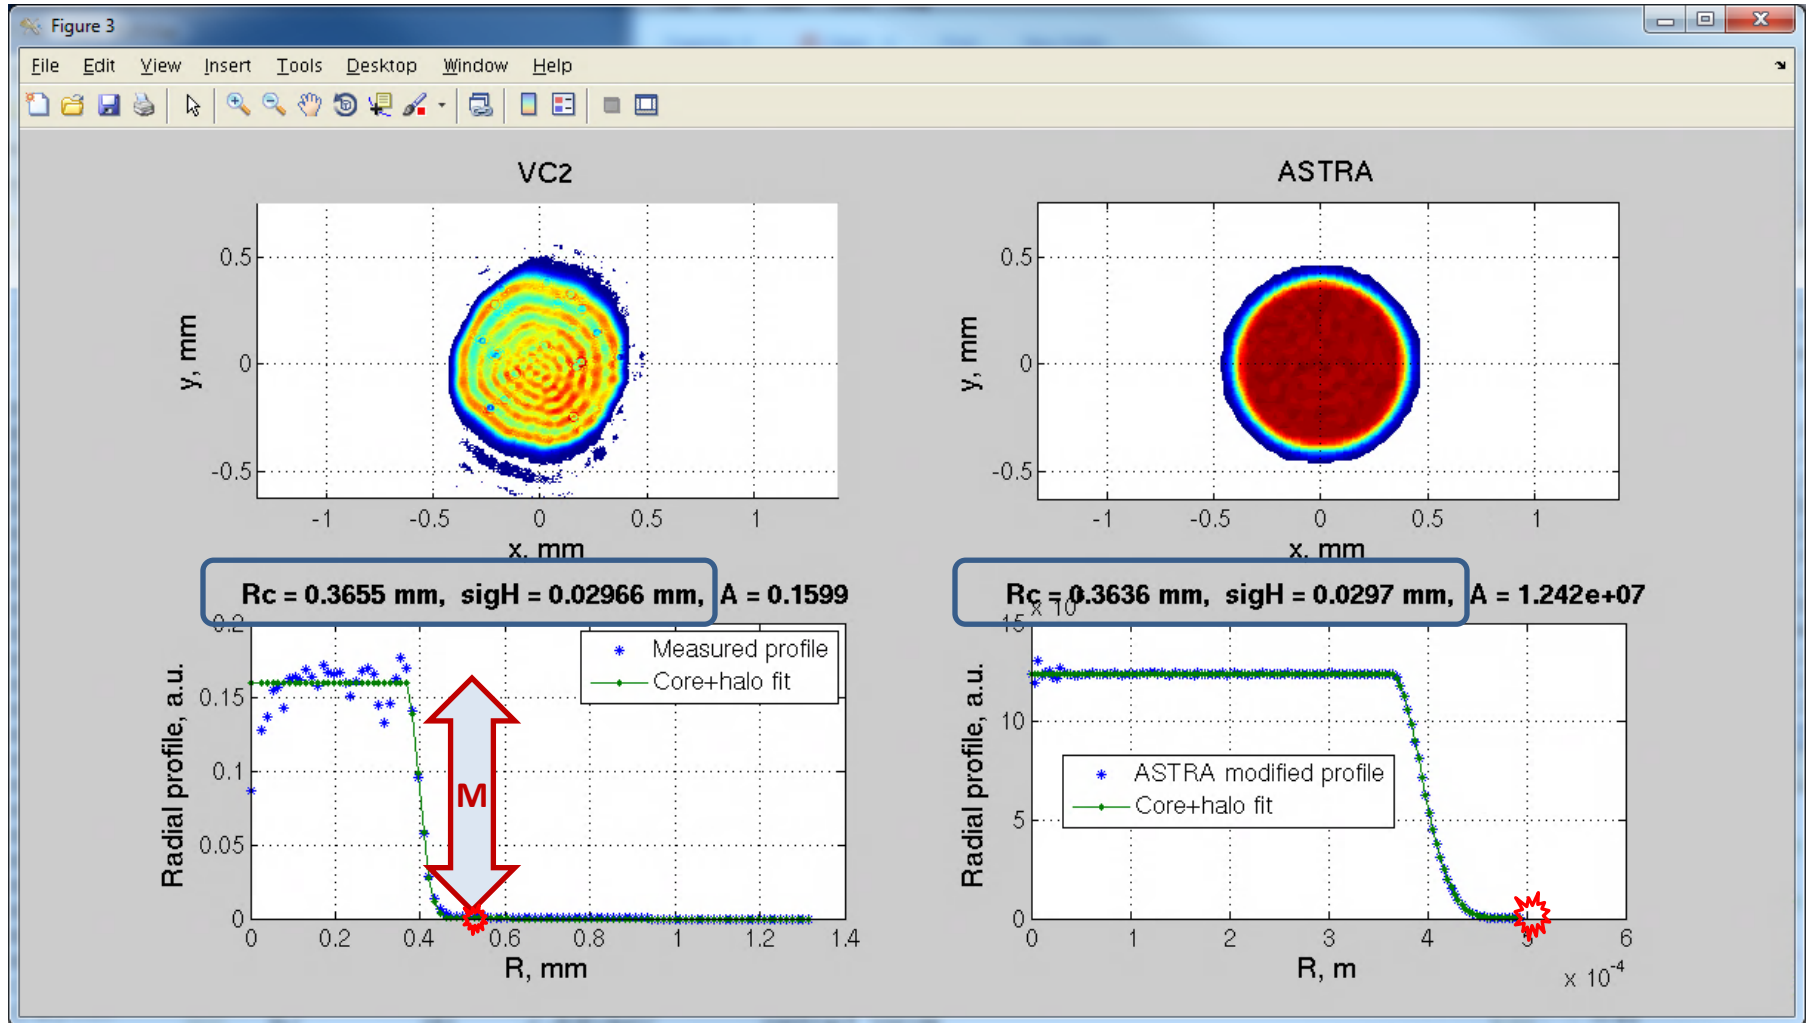 Figure 3
File Edit View Insert Tools Desktop Window Help
VC2
y, mm
0.5
0
-0.5
-1 -0.5 0 0.5 1
x, mm
ASTRA
y, mm
0.5
0
-0.5
-1 -0.5 0 0.5 1
x, mm
Rc = 0.3655 mm, sigH = 0.02966 mm, A = 0.1599
Radial profile, a.u.
0.2
0.15
0.1
0.05
0
Measured profile
Core+halo fit
M
0 0.2 0.4 0.6 0.8 1 1.2 1.4
R, mm
Rc = 0.3636 mm, sigH = 0.0297 mm, A = 1.242e+07
x 10
Radial profile, a.u.
15
10
5
0
ASTRA modified profile
Core+halo fit
0 1 2 3 4 5 6
R, m
x 10^-4